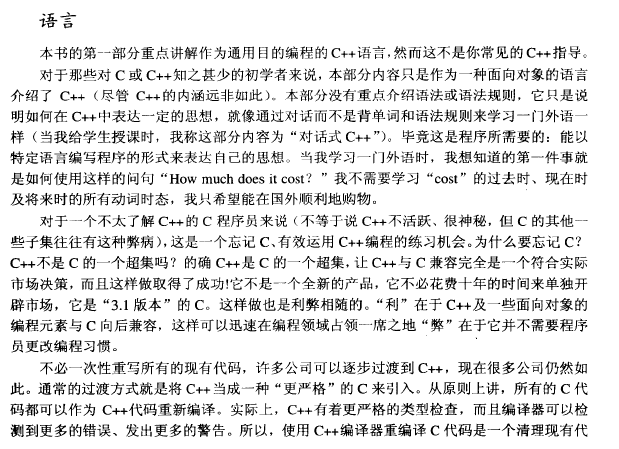 语言
本书的第一部分重点讲解作为通用目的编程的 C++语言，然而这不是你常见的 C++指导。
对于那些对 C 或 C++知之甚少的初学者来说，本部分内容只是作为一种面向对象的语言
介绍了 C++（尽管 C++的内涵远非如此）。本部分没有重点介绍语法或语法规则，它只是说
明如何在 C++中表达一定的思想，就像通过对话而不是背单词和语法规则来学习一门外语一
样（当我给学生授课时，我称这部分内容为“对话式 C++”）。毕竟这是程序所需要的：能以
特定语言编写程序的形式来表达自己的思想。当我学习一门外语时，我想知道的第一件事就
是如何使用这样的问句“How much does it cost？”我不需要学习“cost”的过去时、现在时
及将来时的所有动词时态，我只希望能在国外顺利地购物。
对于一个不太了解 C++的 C 程序员来说（不等于说 C++不活跃、很神秘，但 C 的其他一
些子集往往有这种弊病），这是一个忘记 C、有效运用 C++编程的练习机会。为什么要忘记 C？
C++不是 C 的一个超集吗？的确 C++是 C 的一个超集，让 C++与 C 兼容完全是一个符合实际
市场决策，而且这样做取得了成功!它不是一个全新的产品，它不必花费十年的时间来单独开
辟市场，它是“3.1 版本”的 C。这样做也是利弊相随的。“利”在于 C++及一些面向对象的
编程元素与 C 向后兼容，这样可以迅速在编程领域占领一席之地“弊”在于它并不需要程序
员更改编程习惯。
不必一次性重写所有的现有代码，许多公司可以逐步过渡到 C++，现在很多公司仍然如
此。通常的过渡方式就是将 C++当成一种“更严格”的 C 来引入。从原则上讲，所有的 C 代
码都可以作为 C++代码重新编译。实际上，C++有着更严格的类型检查，而且编译器可以检
测到更多的错误、发出更多的警告。所以，使用 C++编译器重编译 C 代码是一个清理现有代